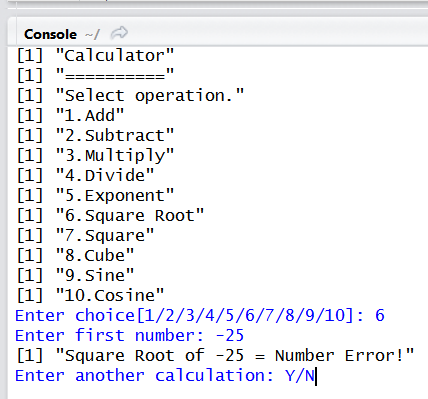 Console ~/
[1] "Calculator"
[1] "=========="
[1] "Select operation."
[1] "1.Add"
[1] "2.Subtract"
[1] "3.Multiply"
[1] "4.Divide"
[1] "5.Exponent"
[1] "6.Square Root"
[1] "7.Square"
[1] "8.Cube"
[1] "9.Sine"
[1] "10.Cosine"
Enter choice[1/2/3/4/5/6/7/8/9/10]: 6
Enter first number: -25
[1] "Square Root of -25 = Number Error!"
Enter another calculation: Y/N